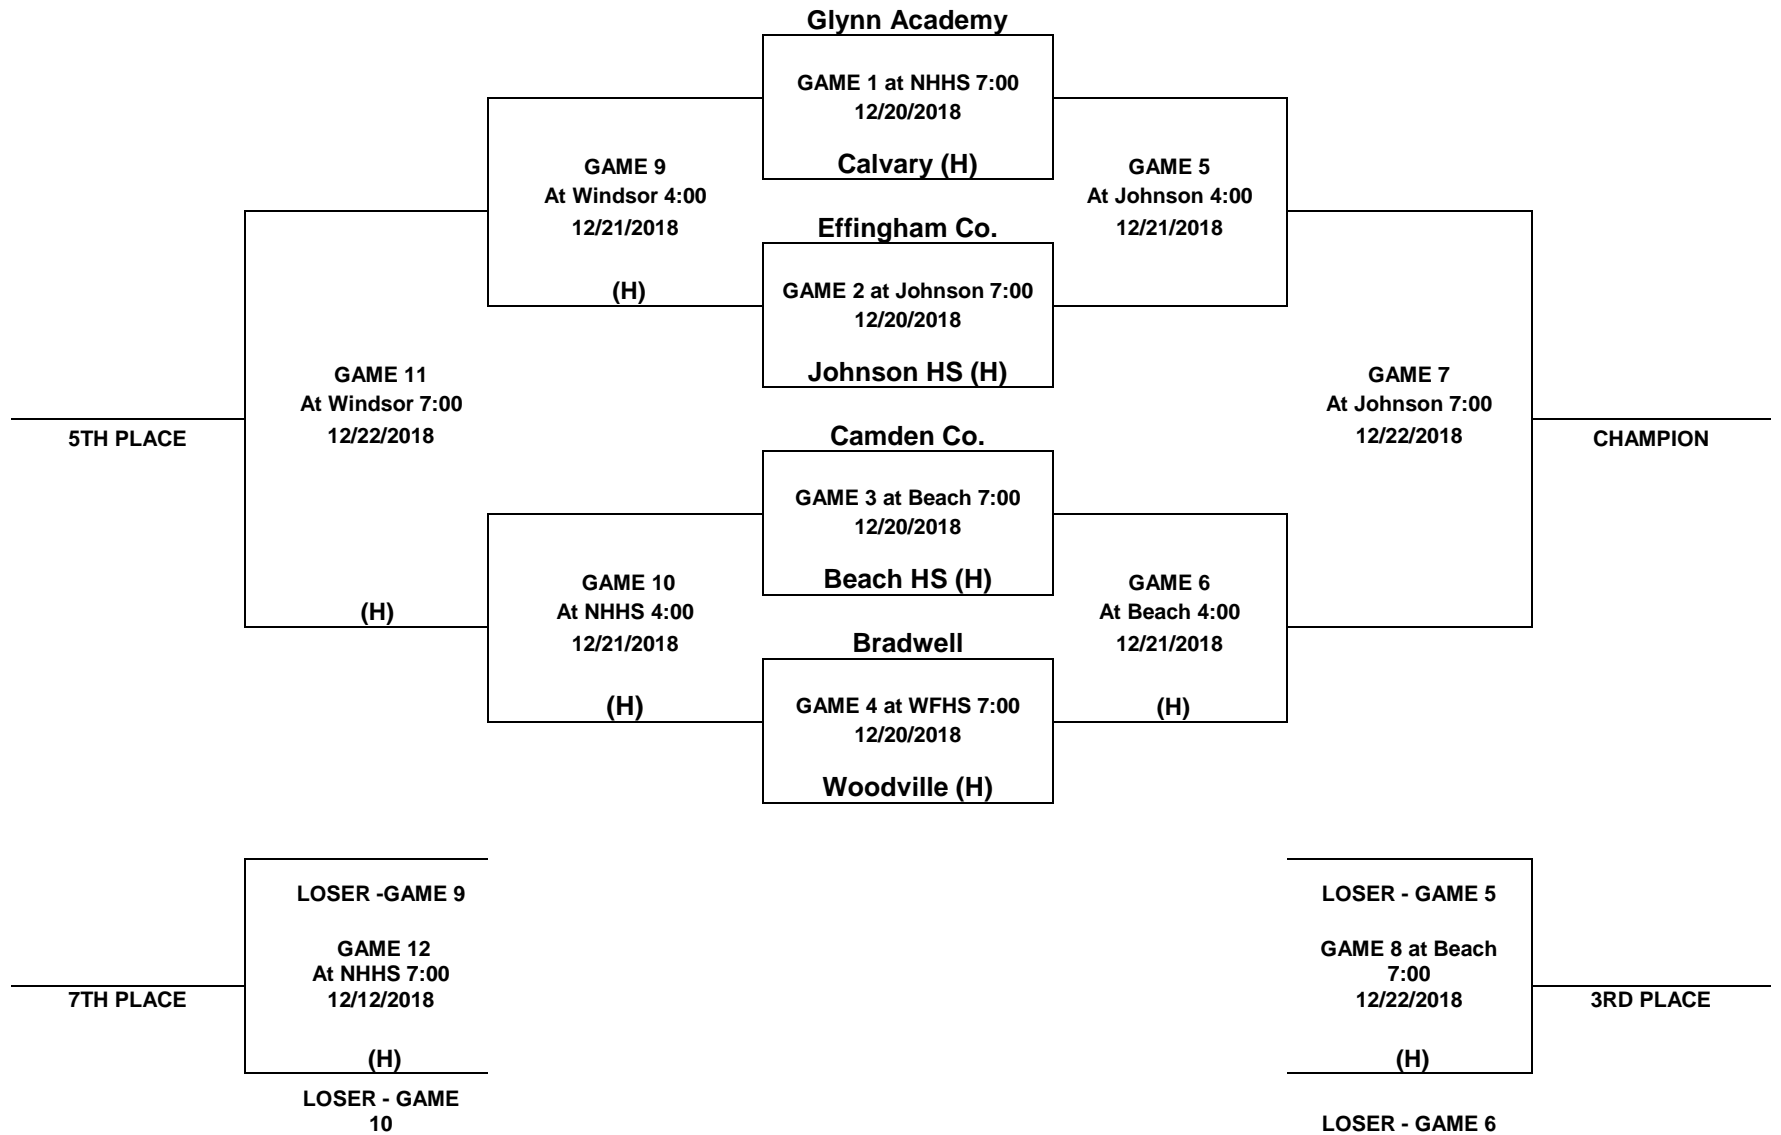 Glynn Academy
GAME 1 at NHHS 7:00
12/20/2018
Calvary (H)
GAME 9
At Windsor 4:00
12/21/2018
(H)
GAME 5
At Johnson 4:00
12/21/2018
Effingham Co.
GAME 2 at Johnson 7:00
12/20/2018
Johnson HS (H)
GAME 11
At Windsor 7:00
12/22/2018
(H)
5TH PLACE
GAME 7
At Johnson 7:00
12/22/2018
CHAMPION
Camden Co.
GAME 3 at Beach 7:00
12/20/2018
Beach HS (H)
GAME 10
At NHHS 4:00
12/21/2018
(H)
GAME 6
At Beach 4:00
12/21/2018
(H)
Bradwell
GAME 4 at WFHS 7:00
12/20/2018
Woodville (H)
LOSER -GAME 9
GAME 12
At NHHS 7:00
12/12/2018
(H)
LOSER - GAME
10
7TH PLACE
LOSER - GAME 5
GAME 8 at Beach
7:00
12/22/2018
(H)
LOSER - GAME 6
3RD PLACE